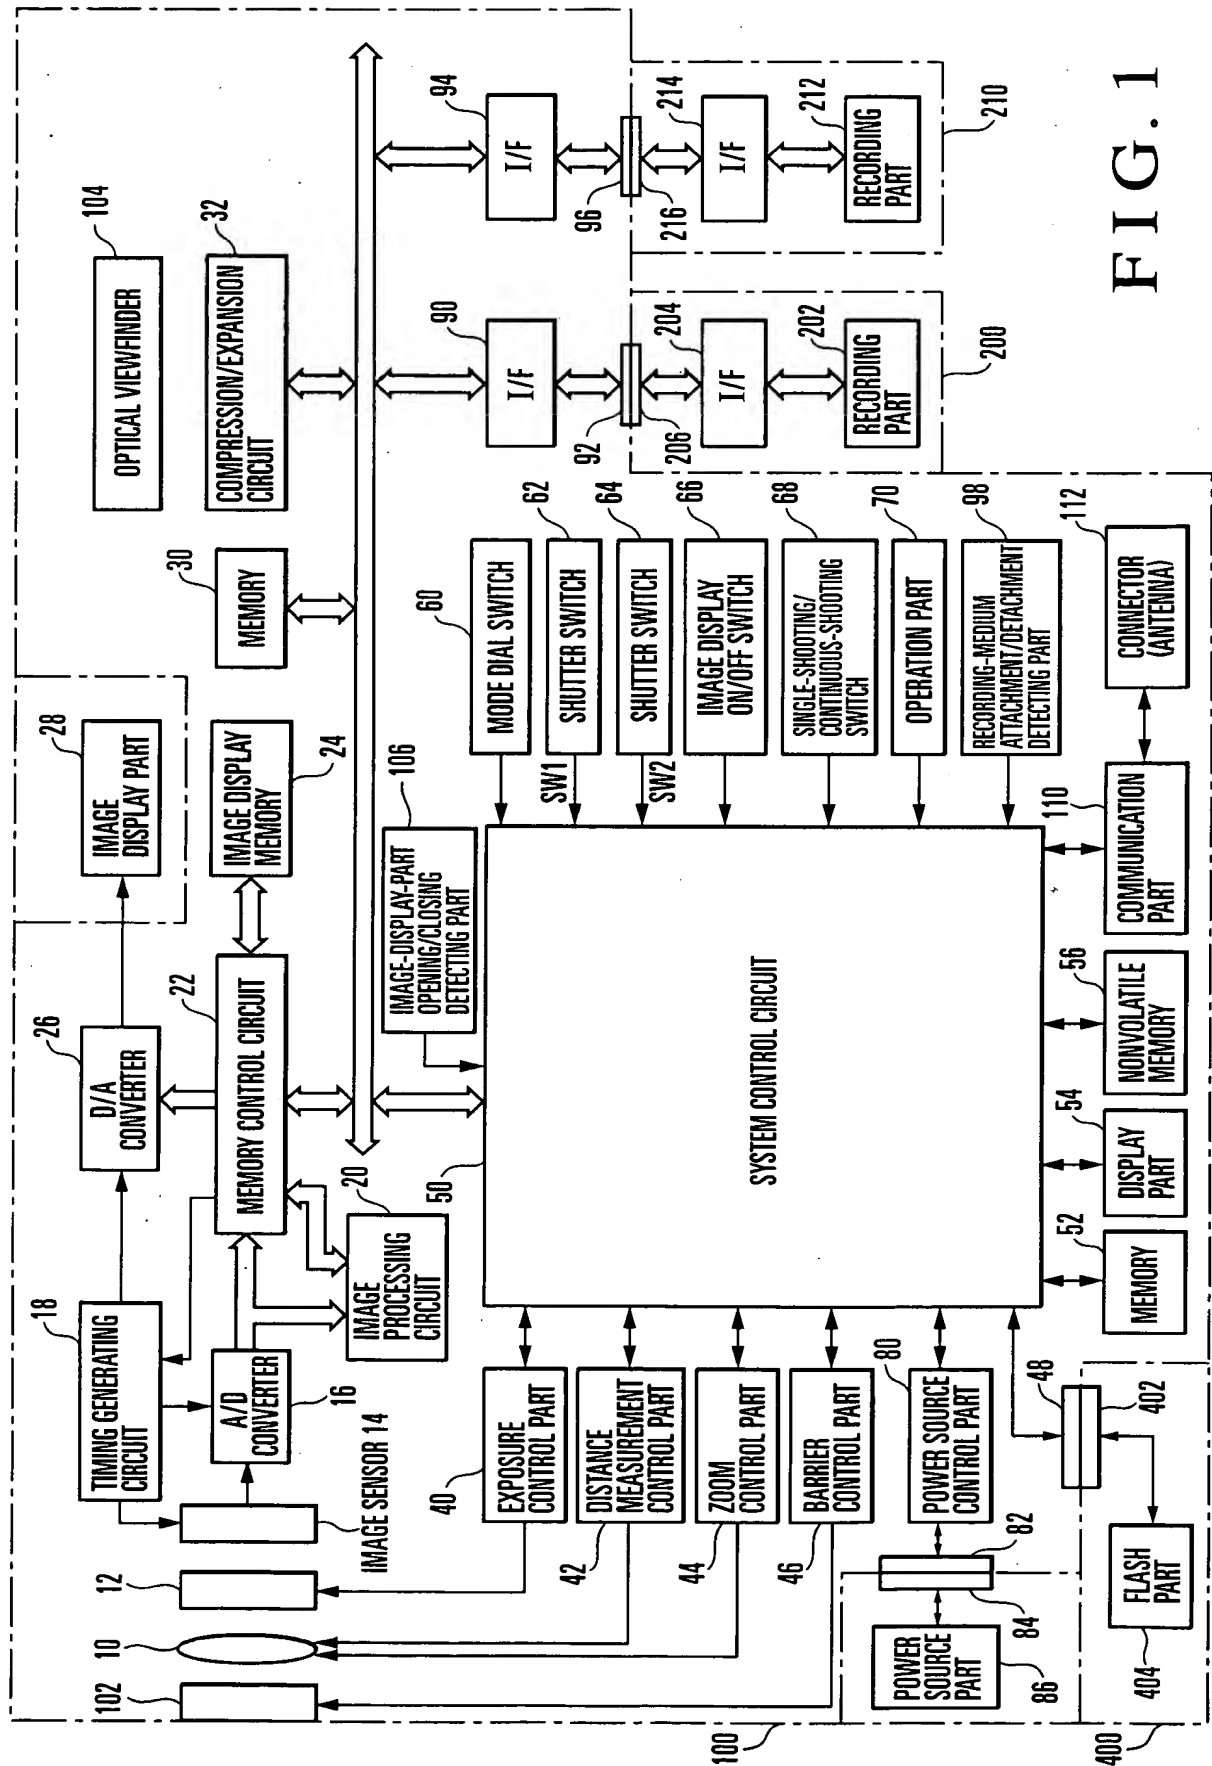 FIG. 1
102
10
12
IMAGE SENSOR 14
TIMING GENERATING
CIRCUIT
18
A/D
CONVERTER
16
D/A
CONVERTER
26
MEMORY CONTROL CIRCUIT
22
IMAGE
PROCESSING
CIRCUIT
20
IMAGE
DISPLAY PART
28
IMAGE DISPLAY
MEMORY
24
MEMORY
30
OPTICAL VIEWFINDER
104
COMPRESSION/EXPANSION
CIRCUIT
32
IMAGE-DISPLAY-PART
OPENING/CLOSING
DETECTING PART
106
EXPOSURE
CONTROL PART
40
DISTANCE
MEASUREMENT
CONTROL PART
42
ZOOM
CONTROL PART
44
BARRIER
CONTROL PART
46
POWER SOURCE
CONTROL PART
80
82
84
POWER
SOURCE
PART
86
SYSTEM CONTROL CIRCUIT
50
MODE DIAL SWITCH
60
SHUTTER SWITCH
62
SW1
SHUTTER SWITCH
64
SW2
IMAGE DISPLAY
ON/OFF SWITCH
66
SINGLE-SHOOTING/
CONTINUOUS-SHOOTING
SWITCH
68
OPERATION PART
70
RECORDING-MEDIUM
ATTACHMENT/DETACHMENT
DETECTING PART
98
I/F
90
92
206
I/F
204
RECORDING
PART
202
200
I/F
94
96
216
I/F
214
RECORDING
PART
212
210
48
402
FLASH
PART
404
400
MEMORY
52
DISPLAY
PART
54
NONVOLATILE
MEMORY
56
COMMUNICATION
PART
110
CONNECTOR
(ANTENNA)
112
100